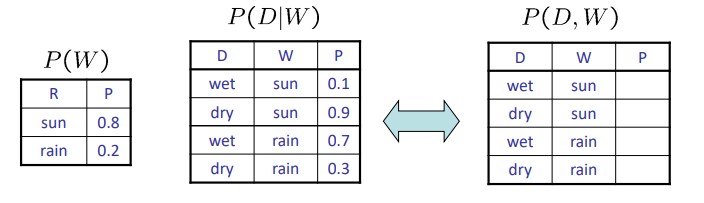 P(W)
R P
sun 0.8
rain 0.2
P(D|W)
D W P
wet sun 0.1
dry sun 0.9
wet rain 0.7
dry rain 0.3
P(D, W)
D W P
wet sun
dry sun
wet rain
dry rain